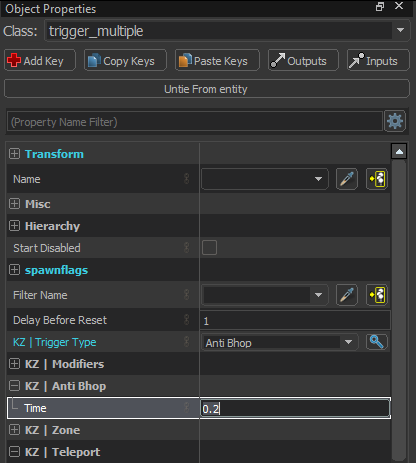 Object Properties
Class: trigger_multiple
Add Key Copy Keys Paste Keys Outputs Inputs
Untie From entity
(Property Name Filter)
Transform
Name
Misc
Hierarchy
Start Disabled
spawnflags
Filter Name
Delay Before Reset 1
KZ | Trigger Type Anti Bhop
KZ | Modifiers
KZ | Anti Bhop
Time 0.2
KZ | Zone
KZ | Teleport